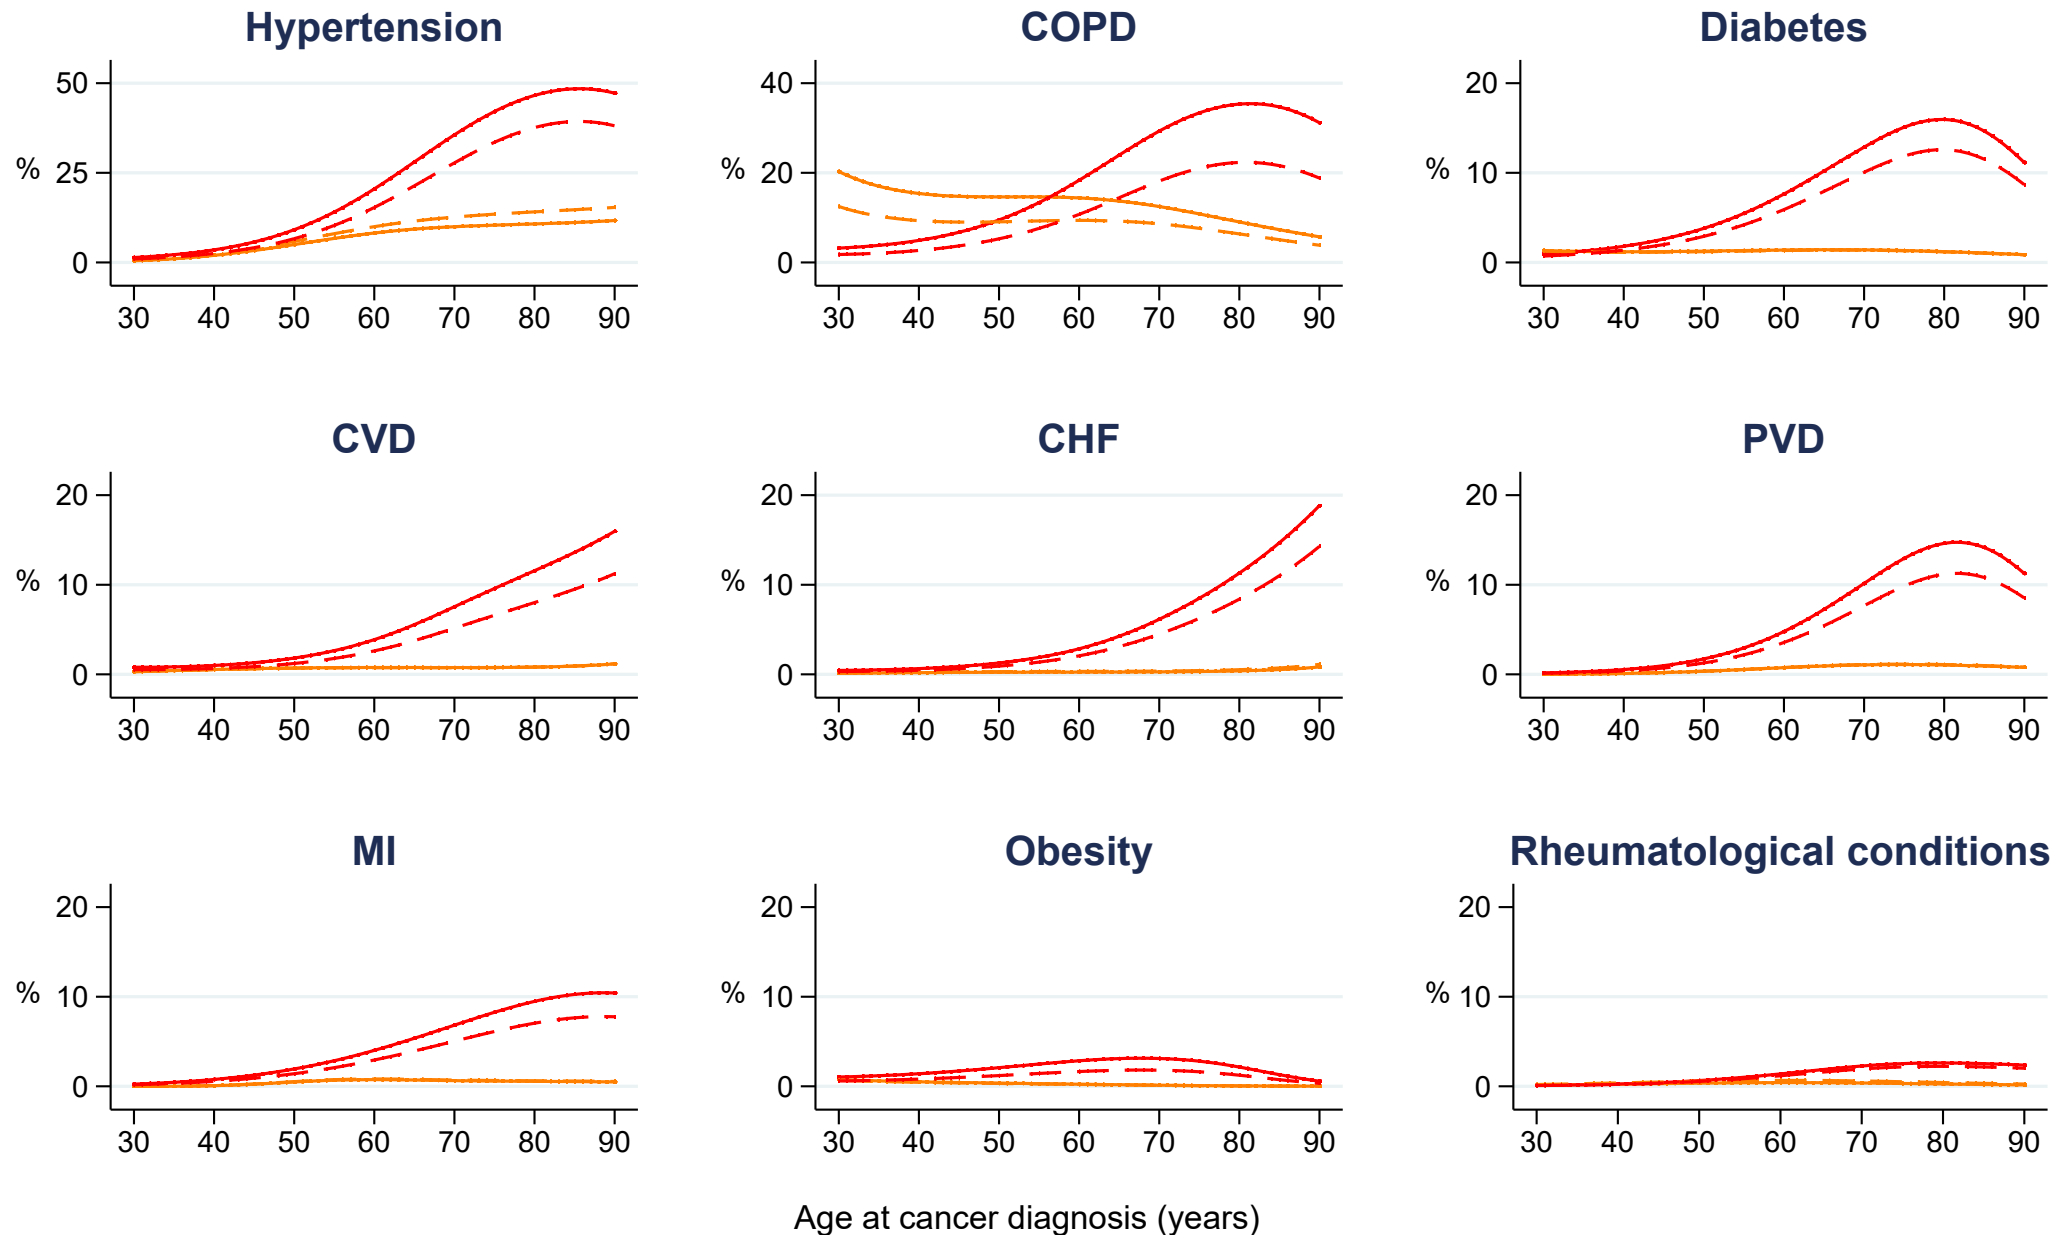 Hypertension COPD Diabetes
50 40 20
% 25 % 20 % 10
0 0 0
30 40 50 60 70 80 90 30 40 50 60 70 80 90 30 40 50 60 70 80 90
CVD CHF PVD
20 20 20
% 10 % 10 % 10
0 0 0
30 40 50 60 70 80 90 30 40 50 60 70 80 90 30 40 50 60 70 80 90
MI Obesity Rheumatological conditions
20 20 20
% 10 % 10 % 10
0 0 0
30 40 50 60 70 80 90 30 40 50 60 70 80 90 30 40 50 60 70 80 90
Age at cancer diagnosis (years)